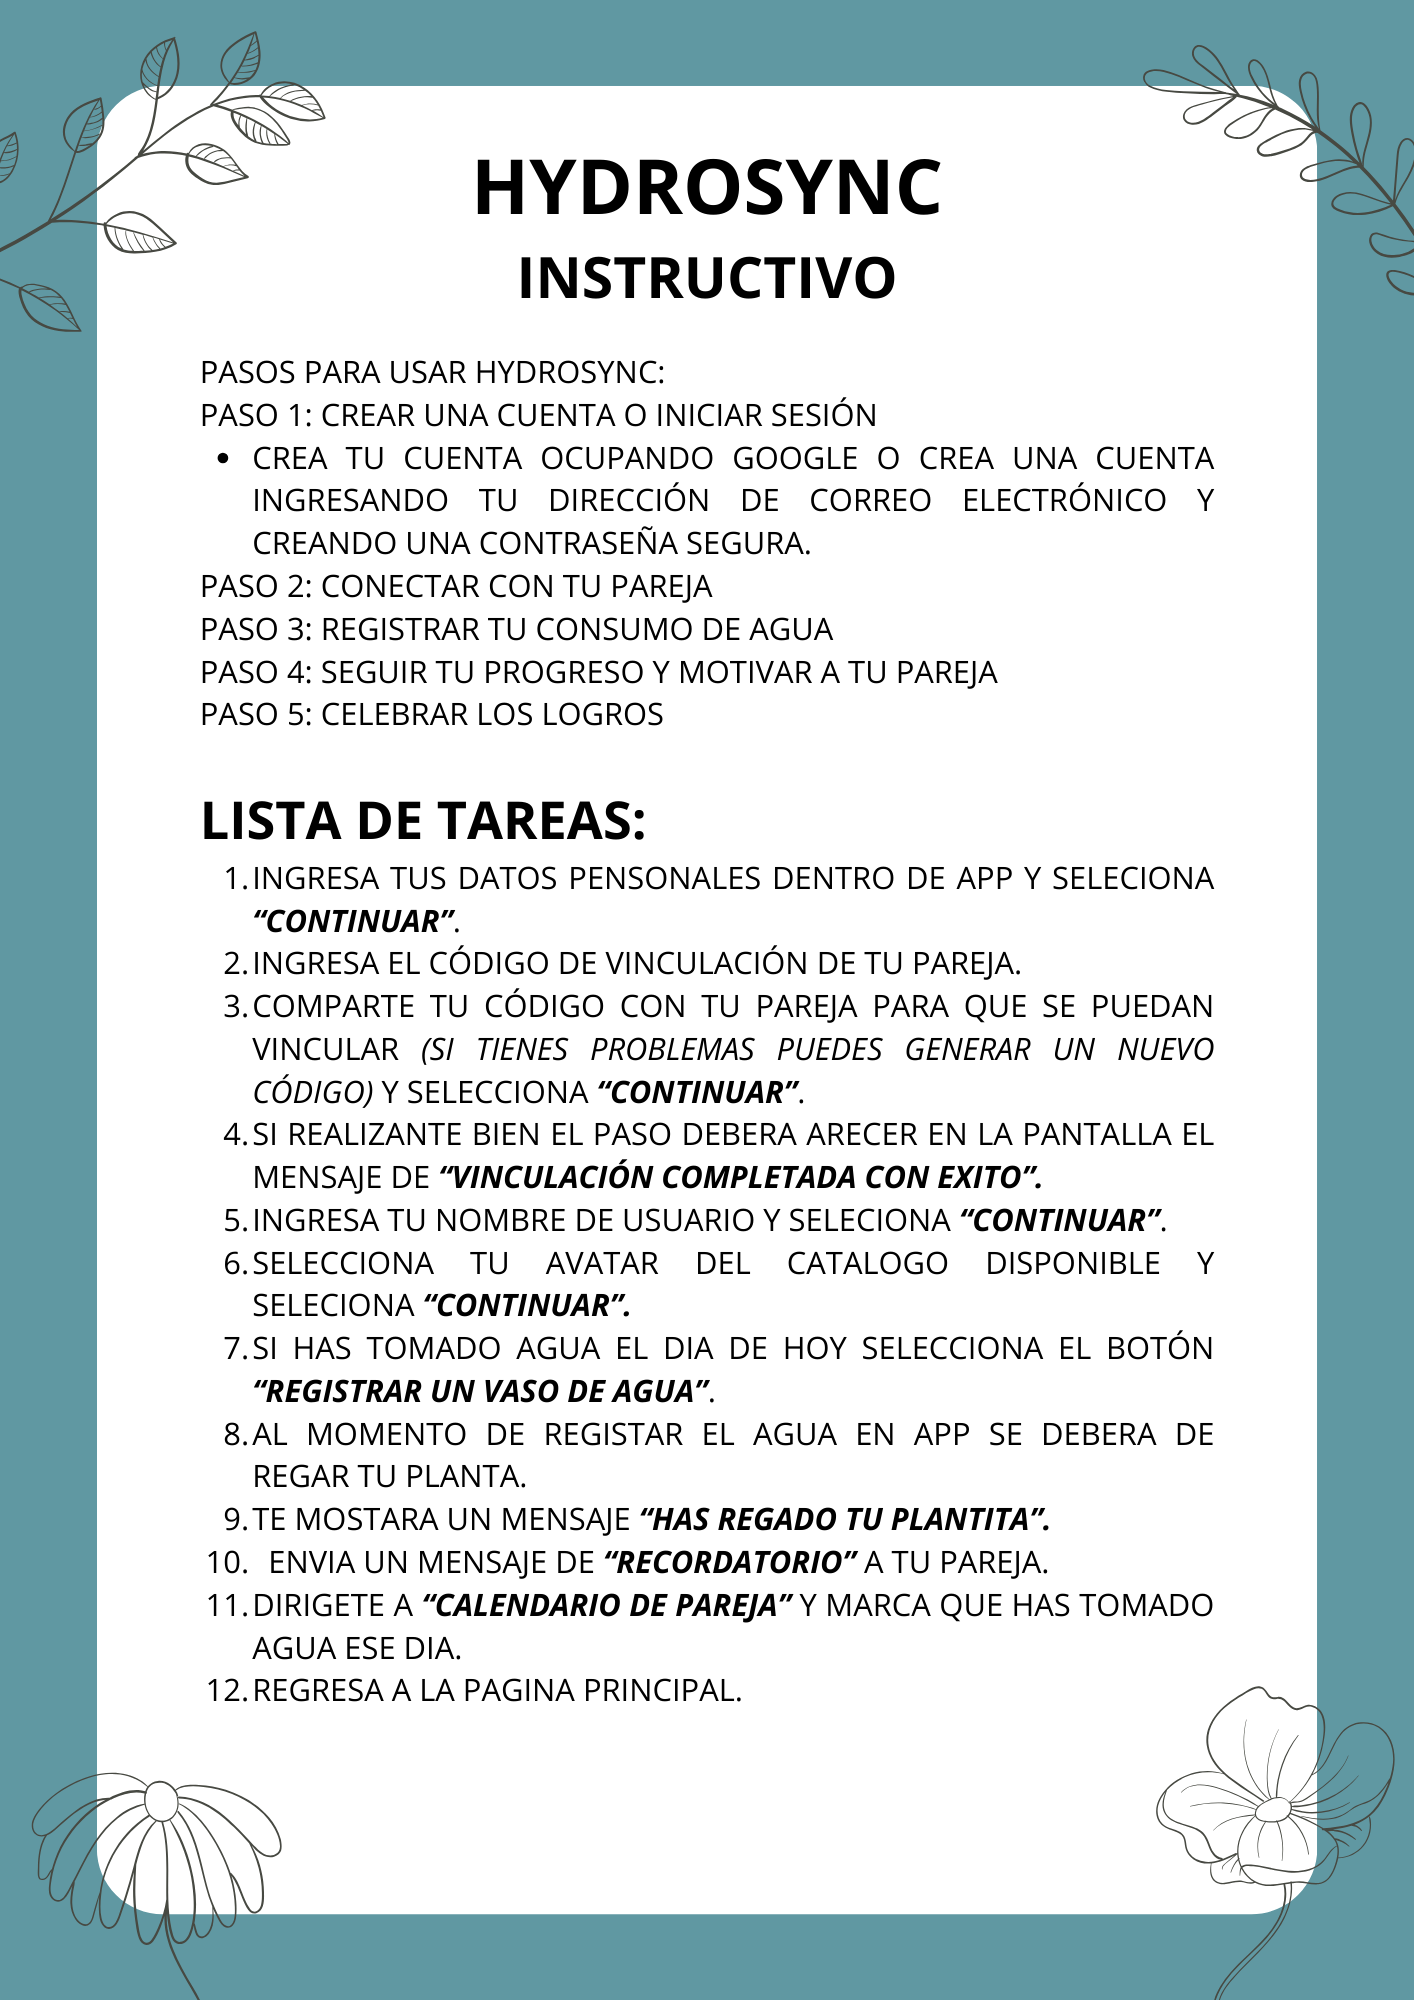 HYDROSYNC
INSTRUCTIVO
PASOS PARA USAR HYDROSYNC:
PASO 1: CREAR UNA CUENTA O INICIAR SESIÓN
• CREA TU CUENTA OCUPANDO GOOGLE O CREA UNA CUENTA
INGRESANDO TU DIRECCIÓN DE CORREO ELECTRÓNICO Y
CREANDO UNA CONTRASEÑA SEGURA.
PASO 2: CONECTAR CON TU PAREJA
PASO 3: REGISTRAR TU CONSUMO DE AGUA
PASO 4: SEGUIR TU PROGRESO Y MOTIVAR A TU PAREJA
PASO 5: CELEBRAR LOS LOGROS
LISTA DE TAREAS:
1. INGRESA TUS DATOS PENSONALES DENTRO DE APP Y SELECIONA
“CONTINUAR”.
2. INGRESA EL CÓDIGO DE VINCULACIÓN DE TU PAREJA.
3. COMPARTE TU CÓDIGO CON TU PAREJA PARA QUE SE PUEDAN
VINCULAR (SI TIENES PROBLEMAS PUEDES GENERAR UN NUEVO
CÓDIGO) Y SELECCIONA “CONTINUAR”.
4. SI REALIZANTE BIEN EL PASO DEBERA ARECER EN LA PANTALLA EL
MENSAJE DE “VINCULACIÓN COMPLETADA CON EXITO”.
5. INGRESA TU NOMBRE DE USUARIO Y SELECIONA “CONTINUAR”.
6. SELECCIONA TU AVATAR DEL CATALOGO DISPONIBLE Y
SELECIONA “CONTINUAR”.
7. SI HAS TOMADO AGUA EL DIA DE HOY SELECCIONA EL BOTÓN
“REGISTRAR UN VASO DE AGUA”.
8. AL MOMENTO DE REGISTAR EL AGUA EN APP SE DEBERA DE
REGAR TU PLANTA.
9. TE MOSTARA UN MENSAJE “HAS REGADO TU PLANTITA”.
10. ENVIA UN MENSAJE DE “RECORDATORIO” A TU PAREJA.
11. DIRIGETE A “CALENDARIO DE PAREJA” Y MARCA QUE HAS TOMADO
AGUA ESE DIA.
12. REGRESA A LA PAGINA PRINCIPAL.